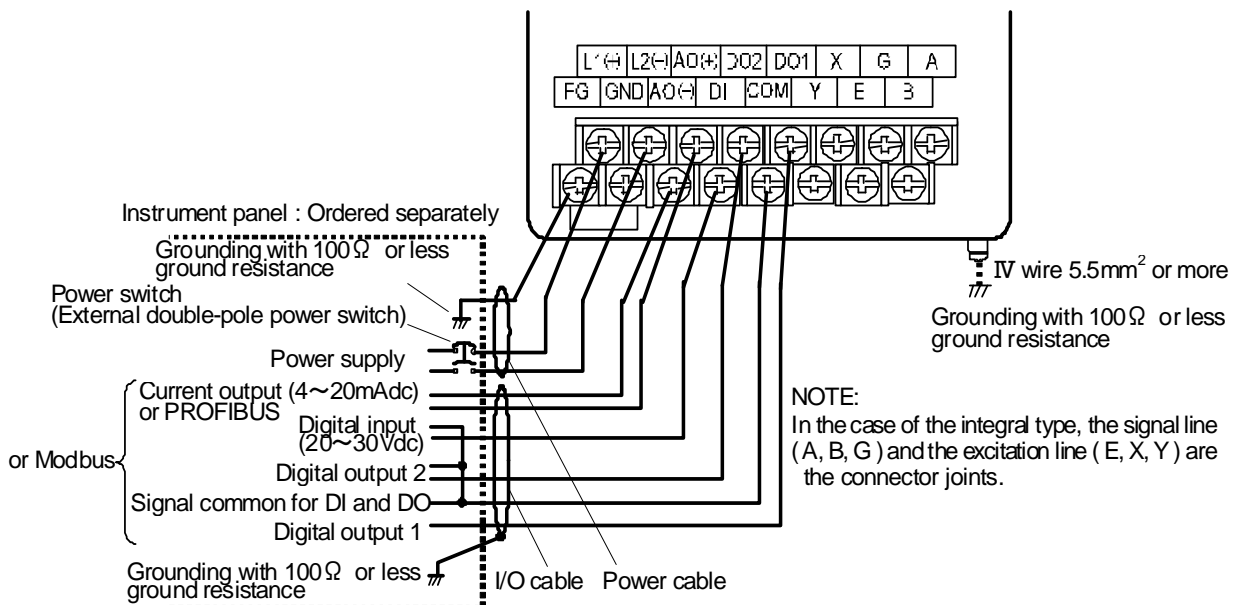 L1(+) L2(-) AO(+) DO2 DO1 X G A
FG GND AO(-) DI COM Y E B
Instrument panel : Ordered separately
Grounding with 100Ω or less
ground resistance
Power switch
(External double-pole power switch)
Power supply
Current output (4～20mAdc)
or PROFIBUS
Digital input
(20～30Vdc)
or Modbus
Digital output 2
Signal common for DI and DO
Digital output 1
Grounding with 100Ω or less
ground resistance
I/O cable Power cable
IV wire 5.5mm² or more
Grounding with 100Ω or less
ground resistance
NOTE:
In the case of the integral type, the signal line
( A, B, G ) and the excitation line ( E, X, Y ) are
the connector joints.